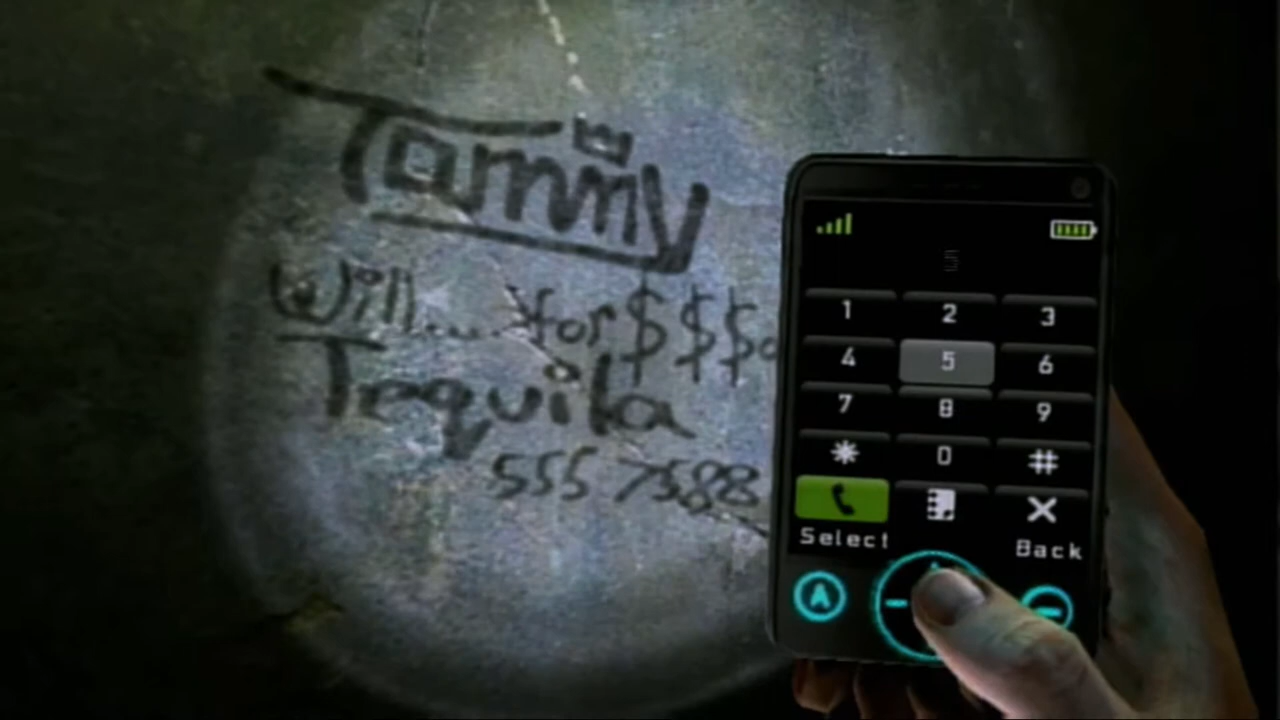 Tammy
Will.... for $$$
Tequila
555 7588
5
1 2 3
4 5 6
7 8 9
* 0 #
Select Back
A